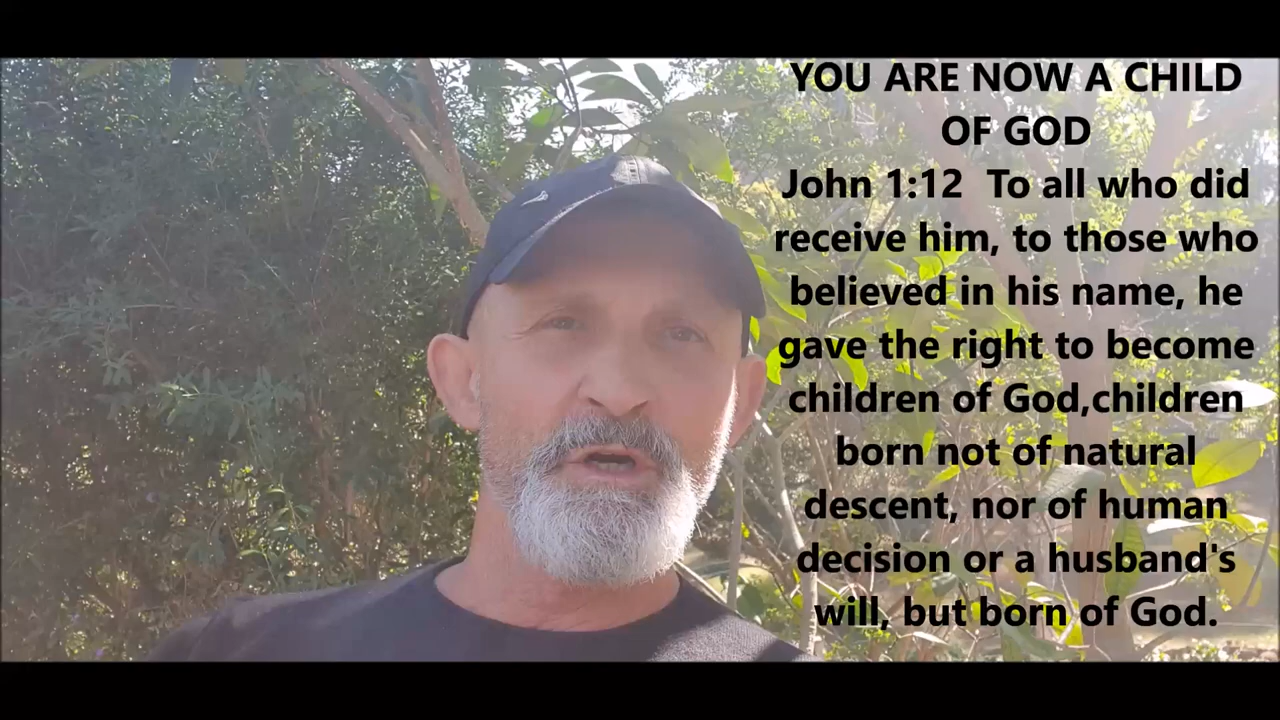 YOU ARE NOW A CHILD
OF GOD
John 1:12  To all who did
receive him, to those who
believed in his name, he
gave the right to become
children of God,children
born not of natural
descent, nor of human
decision or a husband's
will, but born of God.